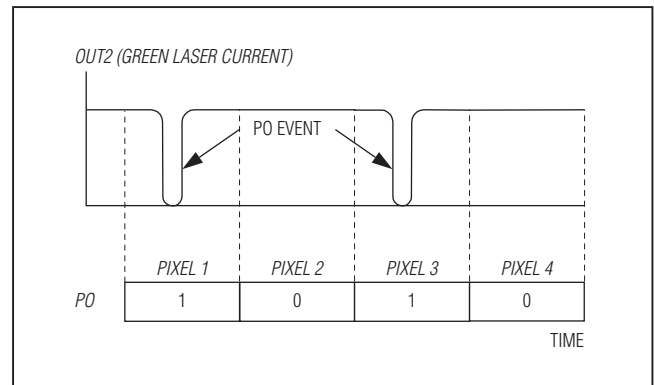 OUT2 (GREEN LASER CURRENT)
PO EVENT
PIXEL 1 PIXEL 2 PIXEL 3 PIXEL 4
PO 1 0 1 0
TIME